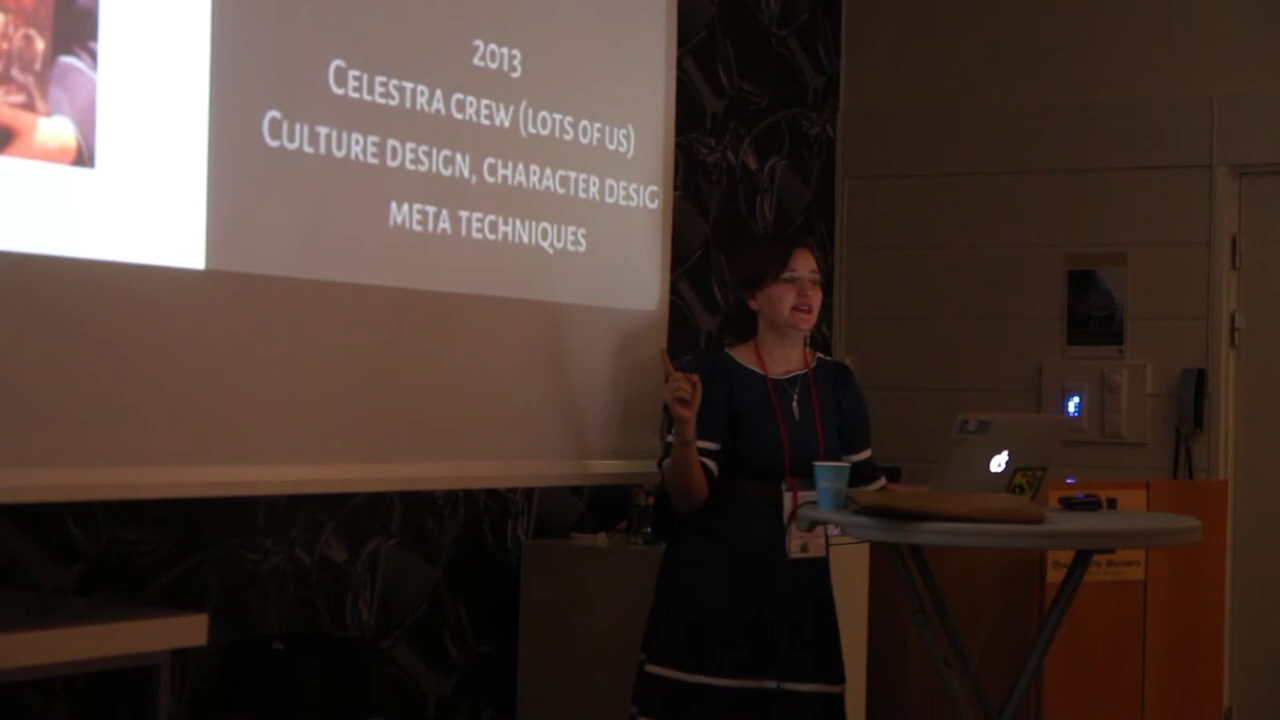 2013
CELESTRA CREW (LOTS OF US)
CULTURE DESIGN, CHARACTER DESIG
META TECHNIQUES